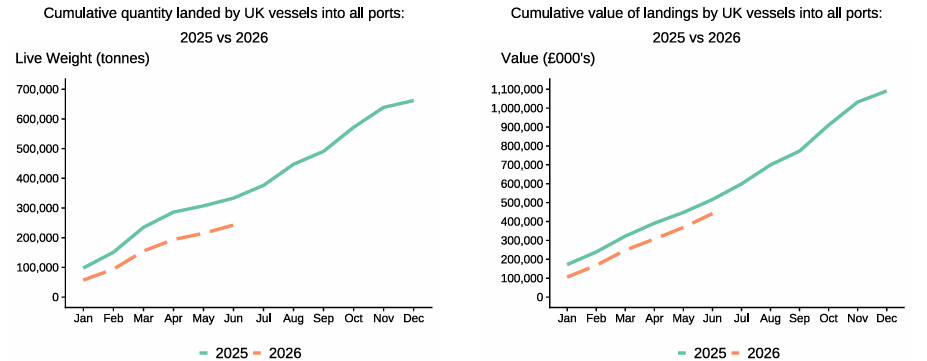 Cumulative quantity landed by UK vessels into all ports:
2025 vs 2026
Live Weight (tonnes)
700,000
600,000
500,000
400,000
300,000
200,000
100,000
0
Jan Feb Mar Apr May Jun Jul Aug Sep Oct Nov Dec
2025 2026
Cumulative value of landings by UK vessels into all ports:
2025 vs 2026
Value (£000's)
1,100,000
1,000,000
900,000
800,000
700,000
600,000
500,000
400,000
300,000
200,000
100,000
0
Jan Feb Mar Apr May Jun Jul Aug Sep Oct Nov Dec
2025 2026